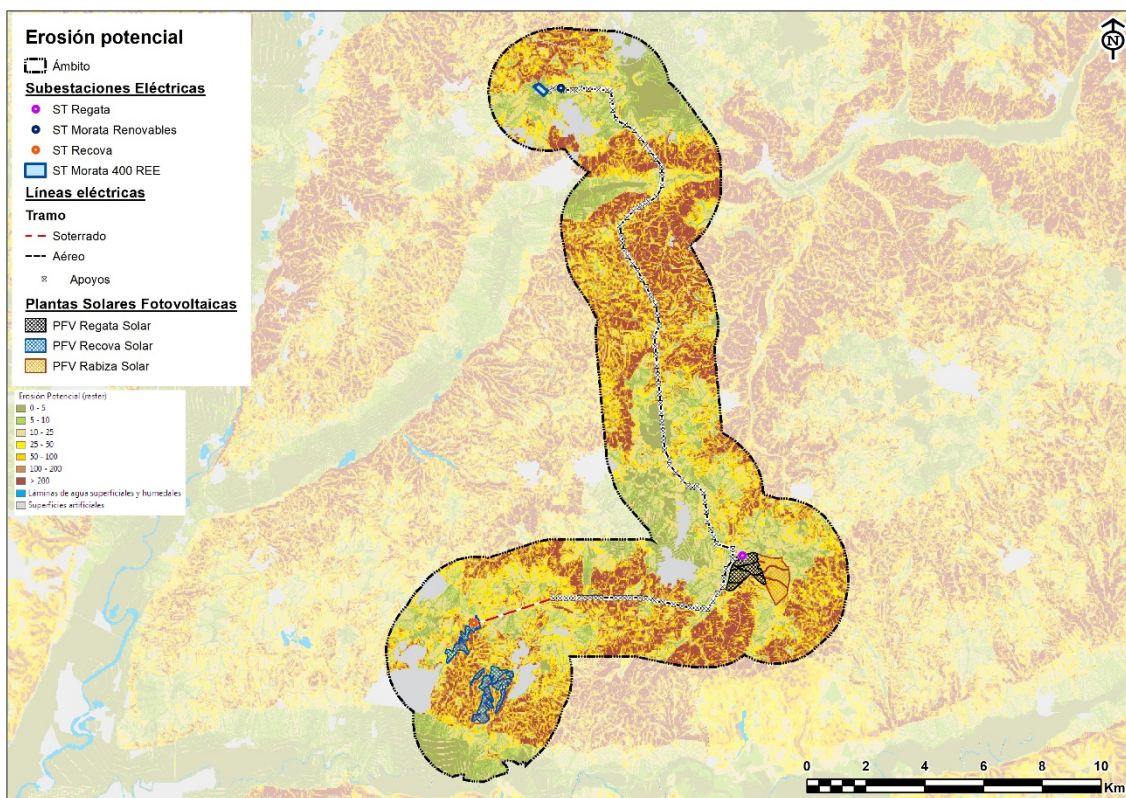 Erosión potencial
Ámbito
Subestaciones Eléctricas
ST Regata
ST Morata Renovables
ST Recova
ST Morata 400 REE
Líneas eléctricas
Tramo
Soterrado
Aéreo
Apoyos
Plantas Solares Fotovoltaicas
PFV Regata Solar
PFV Recova Solar
PFV Rabiza Solar
Erosión Potencial (raster)
0 - 5
5 - 10
10 - 25
25 - 50
50 - 100
100 - 200
> 200
Láminas de agua superficiales y humedales
Superficies artificiales
N
0 2 4 6 8 10
Km